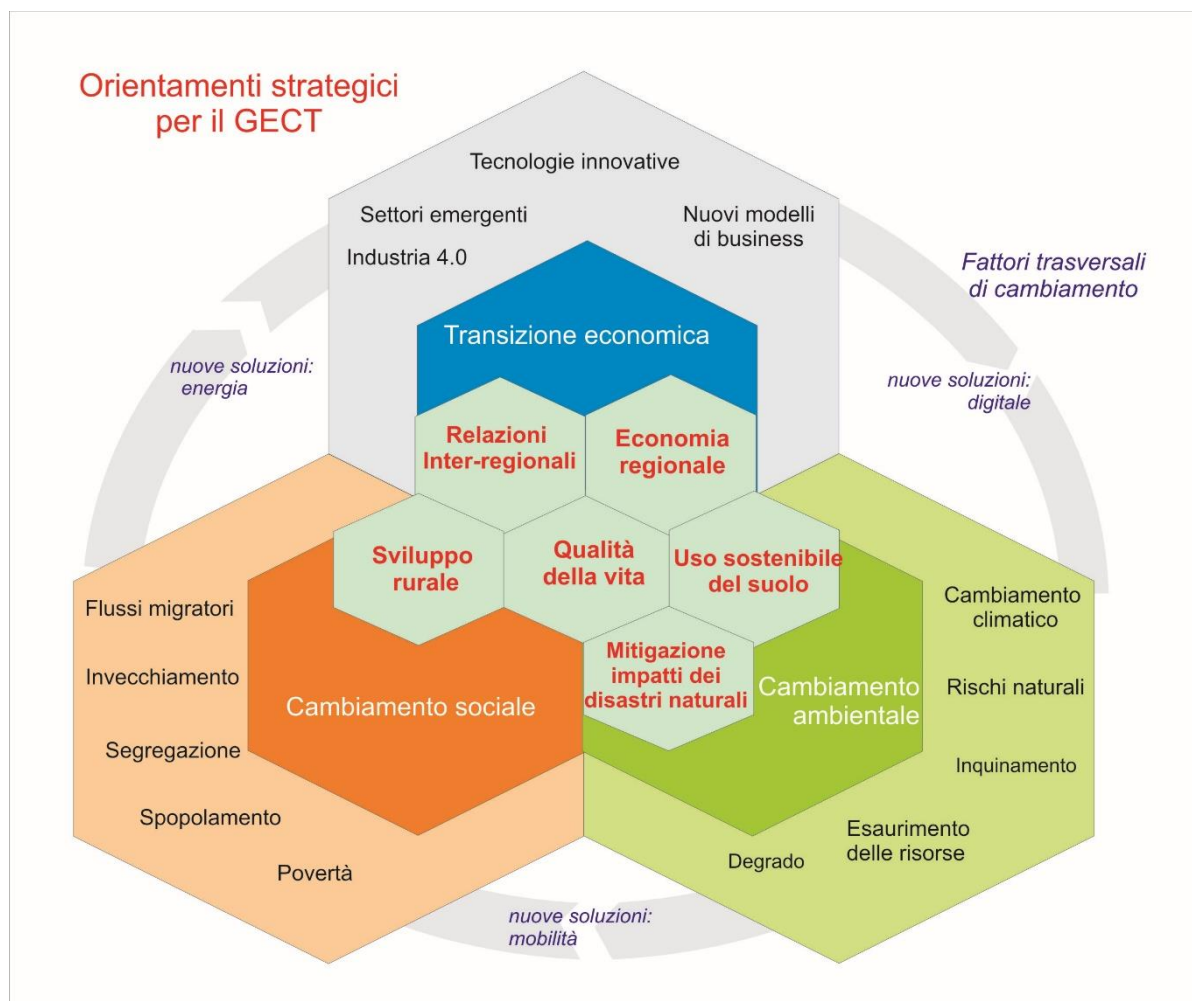 Orientamenti strategici
per il GECT
Tecnologie innovative
Settori emergenti
Nuovi modelli
di business
Industria 4.0
Fattori trasversali
di cambiamento
Transizione economica
nuove soluzioni:
energia
nuove soluzioni:
digitale
Relazioni
Inter-regionali
Economia
regionale
Sviluppo
rurale
Qualità
della vita
Uso sostenibile
del suolo
Flussi migratori
Invecchiamento
Segregazione
Spopolamento
Povertà
Cambiamento sociale
Mitigazione
impatti dei
disastri naturali
Cambiamento
ambientale
Cambiamento
climatico
Rischi naturali
Inquinamento
Esaurimento
delle risorse
Degrado
nuove soluzioni:
mobilità